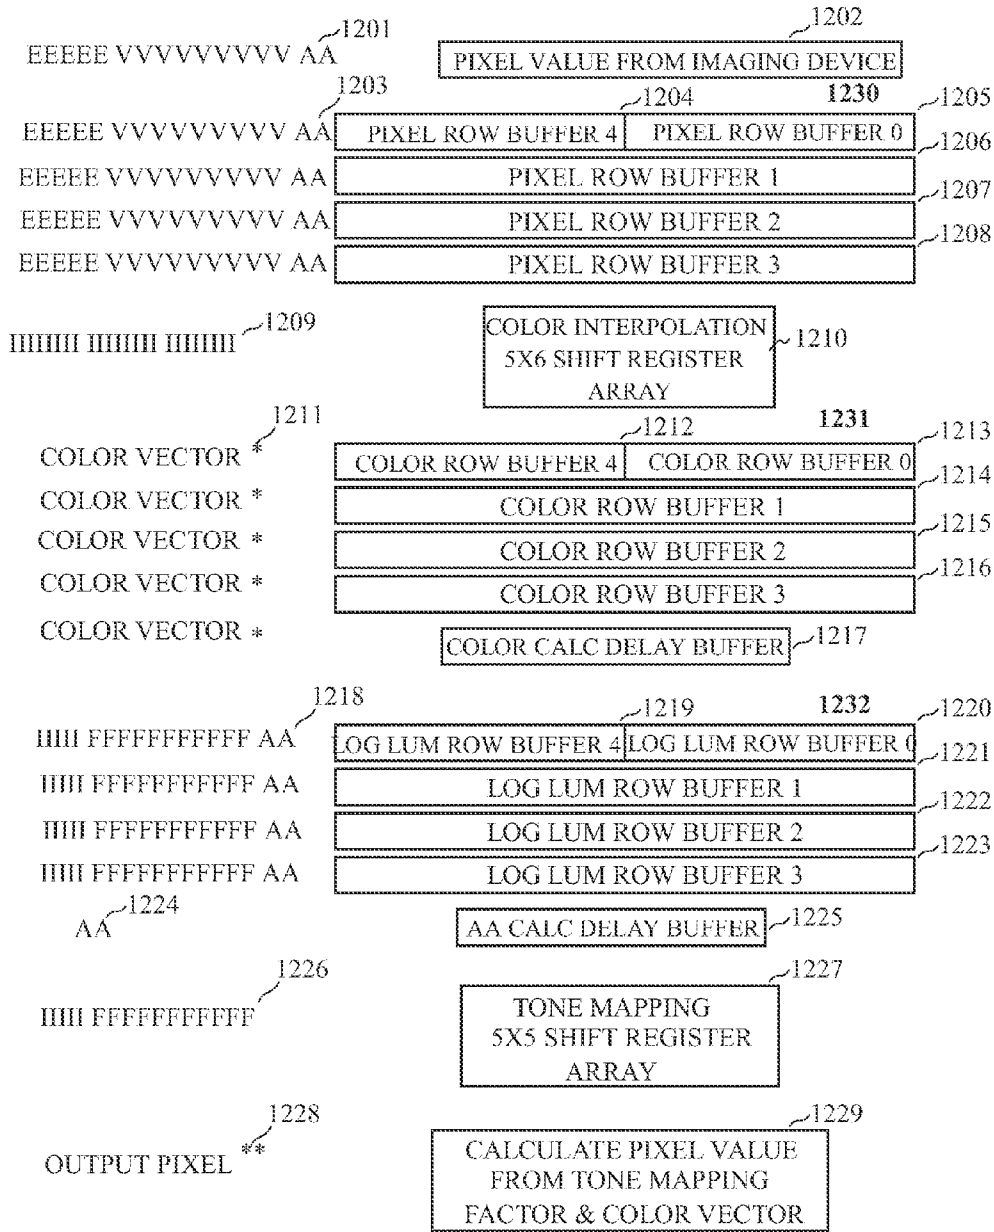 1201
1202
EEEEE VVVVVVVVV AA
PIXEL VALUE FROM IMAGING DEVICE
1203
1204
1230
1205
EEEEE VVVVVVVVV AA
PIXEL ROW BUFFER 4
PIXEL ROW BUFFER 0
1206
EEEEE VVVVVVVVV AA
PIXEL ROW BUFFER 1
1207
EEEEE VVVVVVVVV AA
PIXEL ROW BUFFER 2
1208
EEEEE VVVVVVVVV AA
PIXEL ROW BUFFER 3
1209
COLOR INTERPOLATION
5X6 SHIFT REGISTER
ARRAY
1210
1211
1212
1231
1213
COLOR VECTOR *
COLOR ROW BUFFER 4
COLOR ROW BUFFER 0
1214
COLOR VECTOR *
COLOR ROW BUFFER 1
1215
COLOR VECTOR *
COLOR ROW BUFFER 2
1216
COLOR VECTOR *
COLOR ROW BUFFER 3
COLOR VECTOR *
COLOR CALC DELAY BUFFER
1217
1218
1219
1232
1220
IIIII FFFFFFFFFFF AA
LOG LUM ROW BUFFER 4
LOG LUM ROW BUFFER 0
1221
IIIII FFFFFFFFFFF AA
LOG LUM ROW BUFFER 1
1222
IIIII FFFFFFFFFFF AA
LOG LUM ROW BUFFER 2
1223
IIIII FFFFFFFFFFF AA
LOG LUM ROW BUFFER 3
1224
AA
AA CALC DELAY BUFFER
1225
1226
1227
IIIII FFFFFFFFFFF
TONE MAPPING
5X5 SHIFT REGISTER
ARRAY
1228
1229
OUTPUT PIXEL **
CALCULATE PIXEL VALUE
FROM TONE MAPPING
FACTOR & COLOR VECTOR